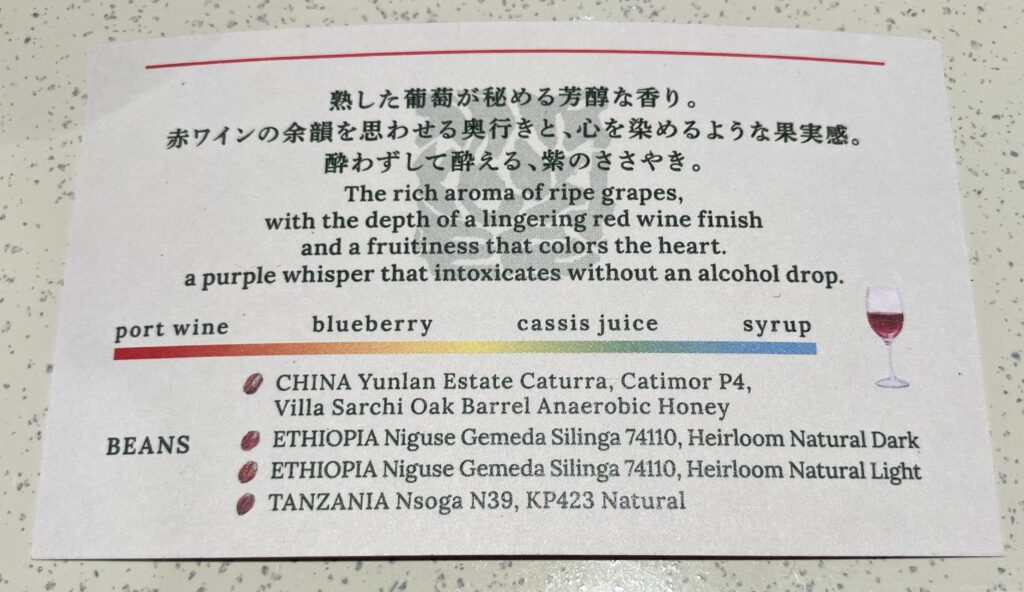 熟した葡萄が秘める芳醇な香り。
赤ワインの余韻を思わせる奥行きと、心を染めるような果実感。
酔わずして酔える、紫のささやき。
The rich aroma of ripe grapes,
with the depth of a lingering red wine finish
and a fruitiness that colors the heart.
a purple whisper that intoxicates without an alcohol drop.
port wine blueberry cassis juice syrup
BEANS
CHINA Yunlan Estate Caturra, Catimor P4,
Villa Sarchi Oak Barrel Anaerobic Honey
ETHIOPIA Niguse Gemeda Silinga 74110, Heirloom Natural Dark
ETHIOPIA Niguse Gemeda Silinga 74110, Heirloom Natural Light
TANZANIA Nsoga N39, KP423 Natural